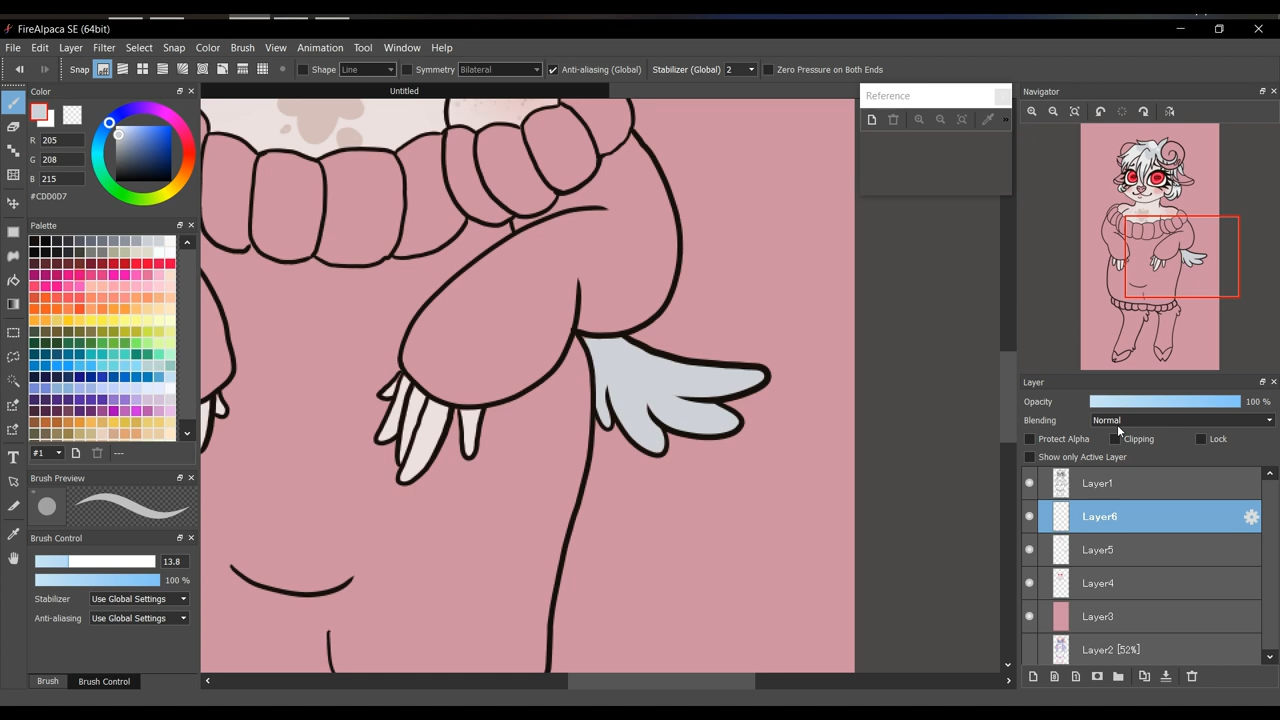 FireAlpaca SE (64bit)
File Edit Layer Filter Select Snap Color Brush View Animation Tool Window Help
Snap Shape Line Symmetry Bilateral Anti-aliasing (Global) Stabilizer (Global) 2 Zero Pressure on Both Ends
Color
R 205
G 208
B 215
#CDD0D7
Palette
#1 ---
Brush Preview
Brush Control
13.8
100 %
Stabilizer Use Global Settings
Anti-aliasing Use Global Settings
Brush Brush Control
Untitled
Reference
»
Navigator
Layer
Opacity 100 %
Blending Normal
Protect Alpha Clipping Lock
Show only Active Layer
Layer1
Layer6
Layer5
Layer4
Layer3
Layer2 [52%]